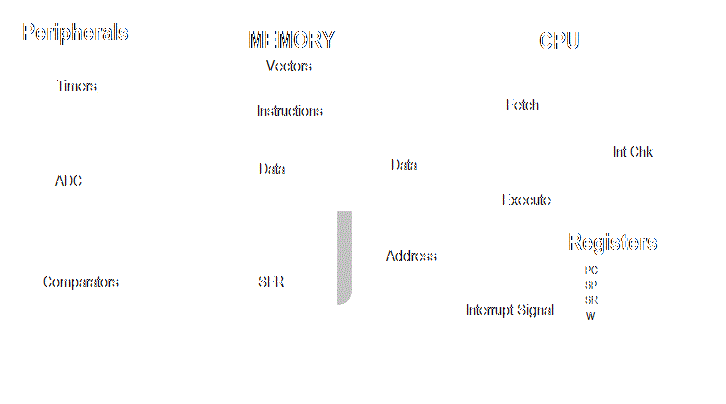 Peripherals
Timers
ADC
Comparators
MEMORY
Vectors
Instructions
Data
SFR
Data
Address
Interrupt Signal
CPU
Fetch
Int Chk
Execute
Registers
PC
SP
SR
W